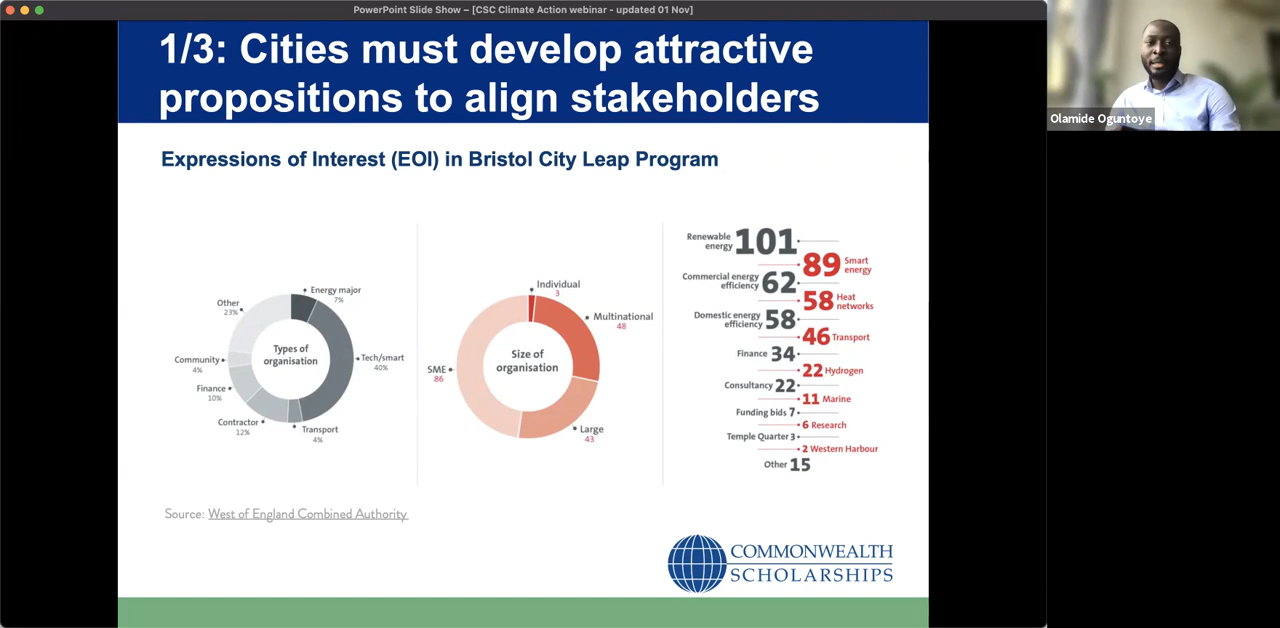 PowerPoint Slide Show – [CSC Climate Action webinar - updated 01 Nov]
1/3: Cities must develop attractive
propositions to align stakeholders
Olamide Oguntoye
Expressions of Interest (EOI) in Bristol City Leap Program
Types of
organisation
Energy major
7%
Tech/smart
40%
Transport
4%
Contractor
12%
Finance
10%
Community
4%
Other
23%
Size of
organisation
Individual
3
Multinational
48
Large
43
SME
86
Renewable
energy 101
89 Smart
energy
Commercial energy
efficiency 62
58 Heat
networks
Domestic energy
efficiency 58
46 Transport
Finance 34
22 Hydrogen
Consultancy 22
11 Marine
Funding bids 7
6 Research
Temple Quarter 3
2 Western Harbour
Other 15
Source: West of England Combined Authority
COMMONWEALTH
SCHOLARSHIPS